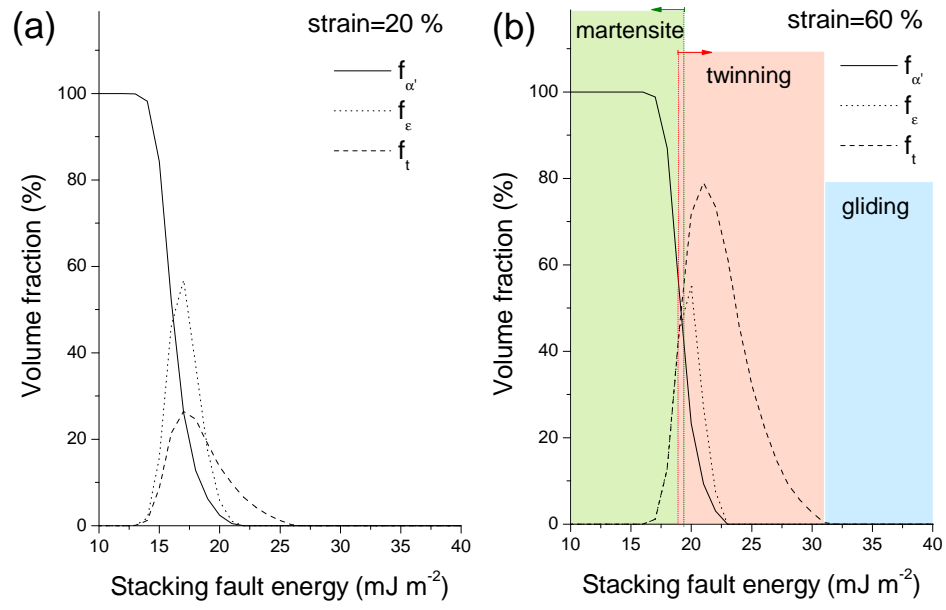 (a)
strain=20 %
f_α'
f_ε
f_t
Volume fraction (%)
100
80
60
40
20
0
10 15 20 25 30 35 40
Stacking fault energy (mJ m⁻²)
(b)
strain=60 %
martensite
twinning
gliding
f_α'
f_ε
f_t
Volume fraction (%)
100
80
60
40
20
0
10 15 20 25 30 35 40
Stacking fault energy (mJ m⁻²)